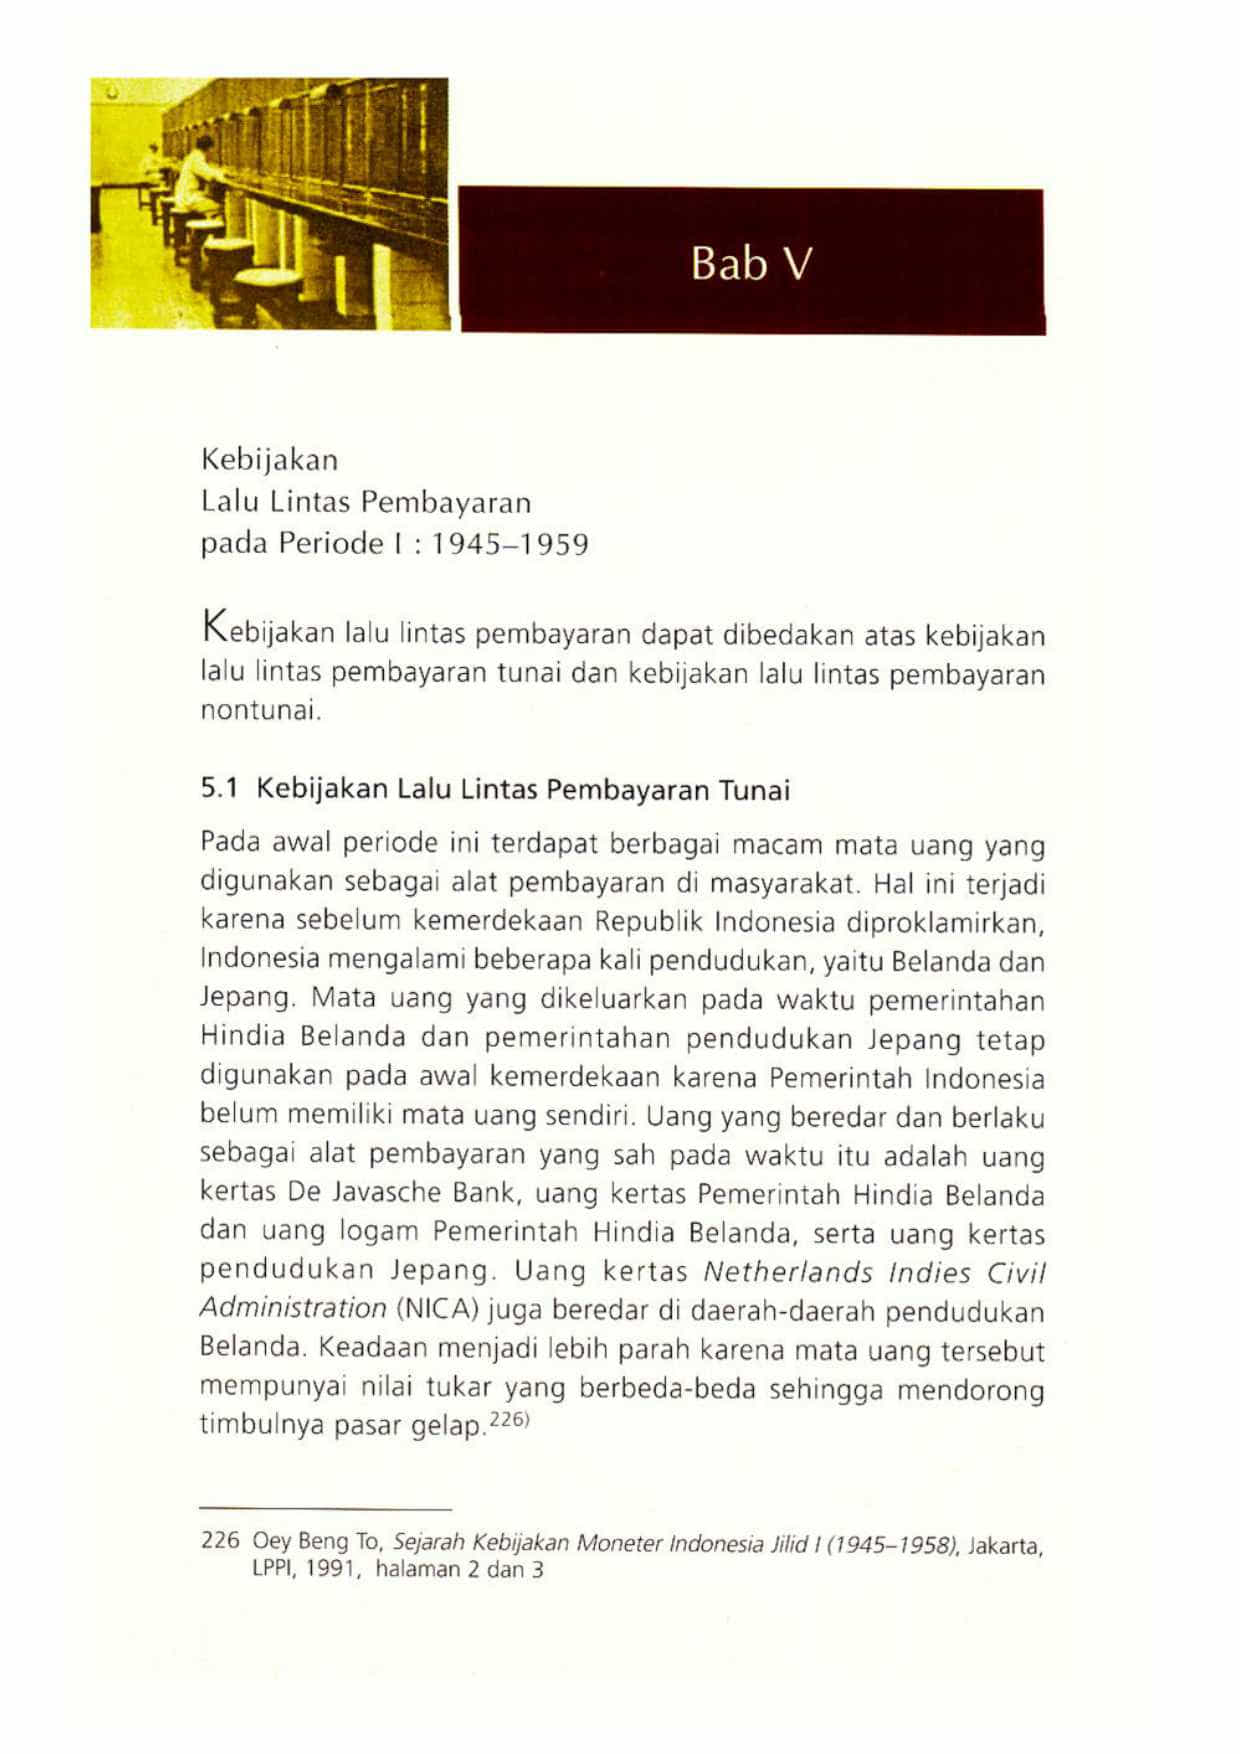 Bab V
Kebijakan
Lalu Lintas Pembayaran
pada Periode I : 1945–1959
Kebijakan lalu lintas pembayaran dapat dibedakan atas kebijakan
lalu lintas pembayaran tunai dan kebijakan lalu lintas pembayaran
nontunai.
5.1 Kebijakan Lalu Lintas Pembayaran Tunai
Pada awal periode ini terdapat berbagai macam mata uang yang
digunakan sebagai alat pembayaran di masyarakat. Hal ini terjadi
karena sebelum kemerdekaan Republik Indonesia diproklamirkan,
Indonesia mengalami beberapa kali pendudukan, yaitu Belanda dan
Jepang. Mata uang yang dikeluarkan pada waktu pemerintahan
Hindia Belanda dan pemerintahan pendudukan Jepang tetap
digunakan pada awal kemerdekaan karena Pemerintah Indonesia
belum memiliki mata uang sendiri. Uang yang beredar dan berlaku
sebagai alat pembayaran yang sah pada waktu itu adalah uang
kertas De Javasche Bank, uang kertas Pemerintah Hindia Belanda
dan uang logam Pemerintah Hindia Belanda, serta uang kertas
pendudukan Jepang. Uang kertas Netherlands Indies Civil
Administration (NICA) juga beredar di daerah-daerah pendudukan
Belanda. Keadaan menjadi lebih parah karena mata uang tersebut
mempunyai nilai tukar yang berbeda-beda sehingga mendorong
timbulnya pasar gelap.226)
226 Oey Beng To, Sejarah Kebijakan Moneter Indonesia Jilid I (1945–1958), Jakarta,
LPPI, 1991, halaman 2 dan 3